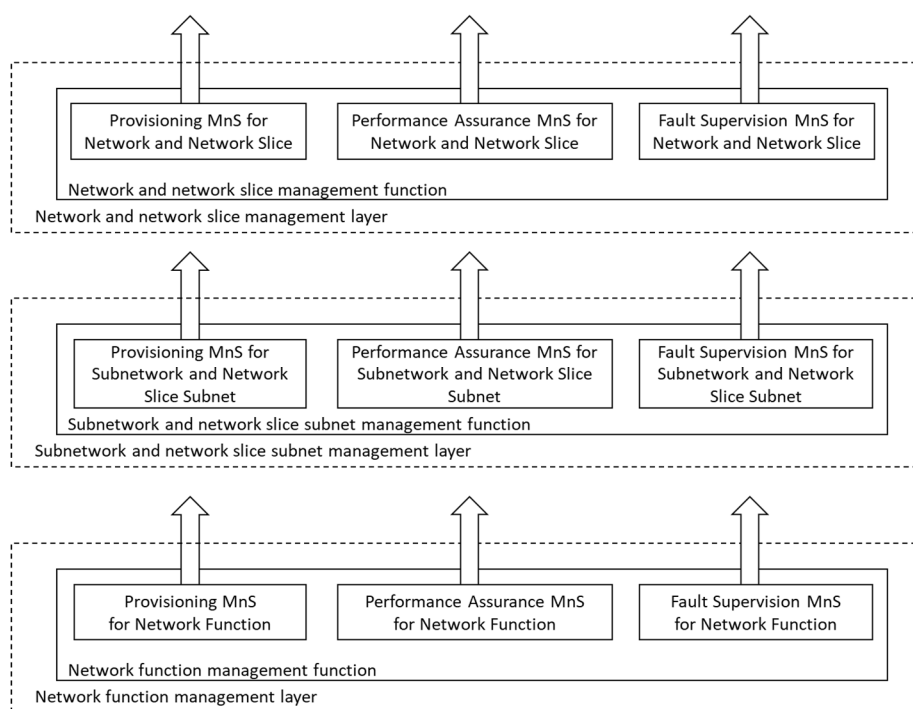 Provisioning MnS for
Network and Network Slice
Performance Assurance MnS for
Network and Network Slice
Fault Supervision MnS for
Network and Network Slice
Network and network slice management function
Network and network slice management layer
Provisioning MnS for
Subnetwork and Network
Slice Subnet
Performance Assurance MnS for
Subnetwork and Network Slice
Subnet
Fault Supervision MnS for
Subnetwork and Network
Slice Subnet
Subnetwork and network slice subnet management function
Subnetwork and network slice subnet management layer
Provisioning MnS
for Network Function
Performance Assurance MnS
for Network Function
Fault Supervision MnS
for Network Function
Network function management function
Network function management layer